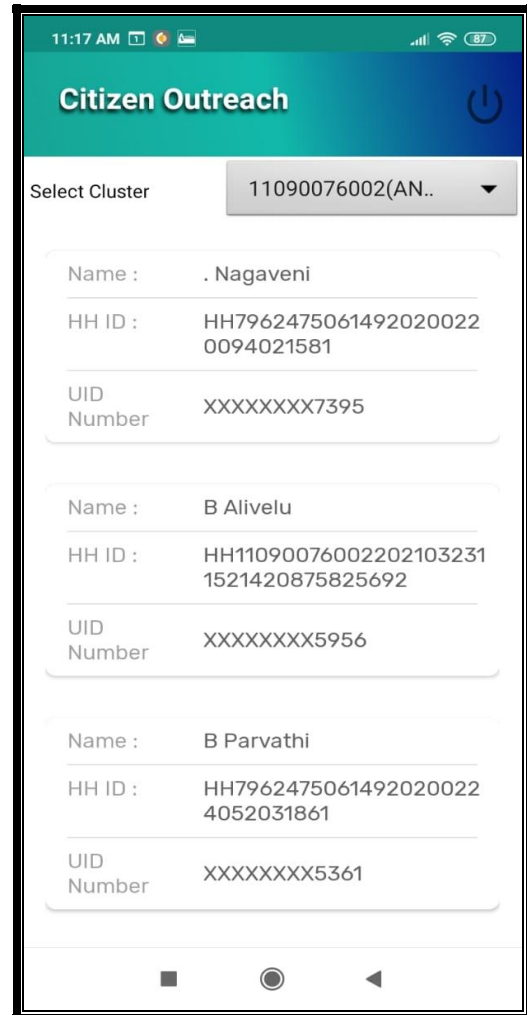 11:17 AM 1 87
Citizen Outreach
Select Cluster 11090076002(AN..
Name : . Nagaveni
HH ID : HH7962475061492020022
0094021581
UID
Number XXXXXXXX7395
Name : B Alivelu
HH ID : HH11090076002202103231
1521420875825692
UID
Number XXXXXXXX5956
Name : B Parvathi
HH ID : HH7962475061492020022
4052031861
UID
Number XXXXXXXX5361